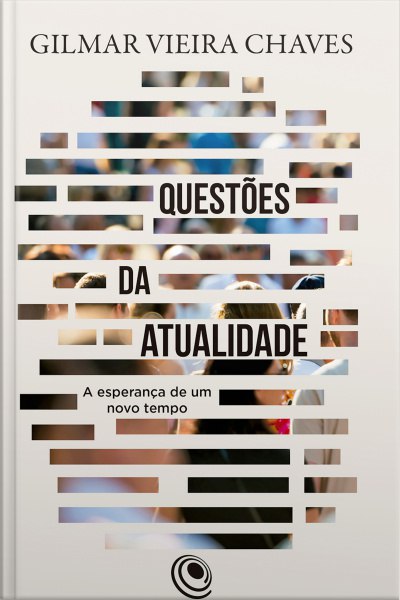 GILMAR VIEIRA CHAVES
QUESTÕES
DA
ATUALIDADE
A esperança de um
novo tempo